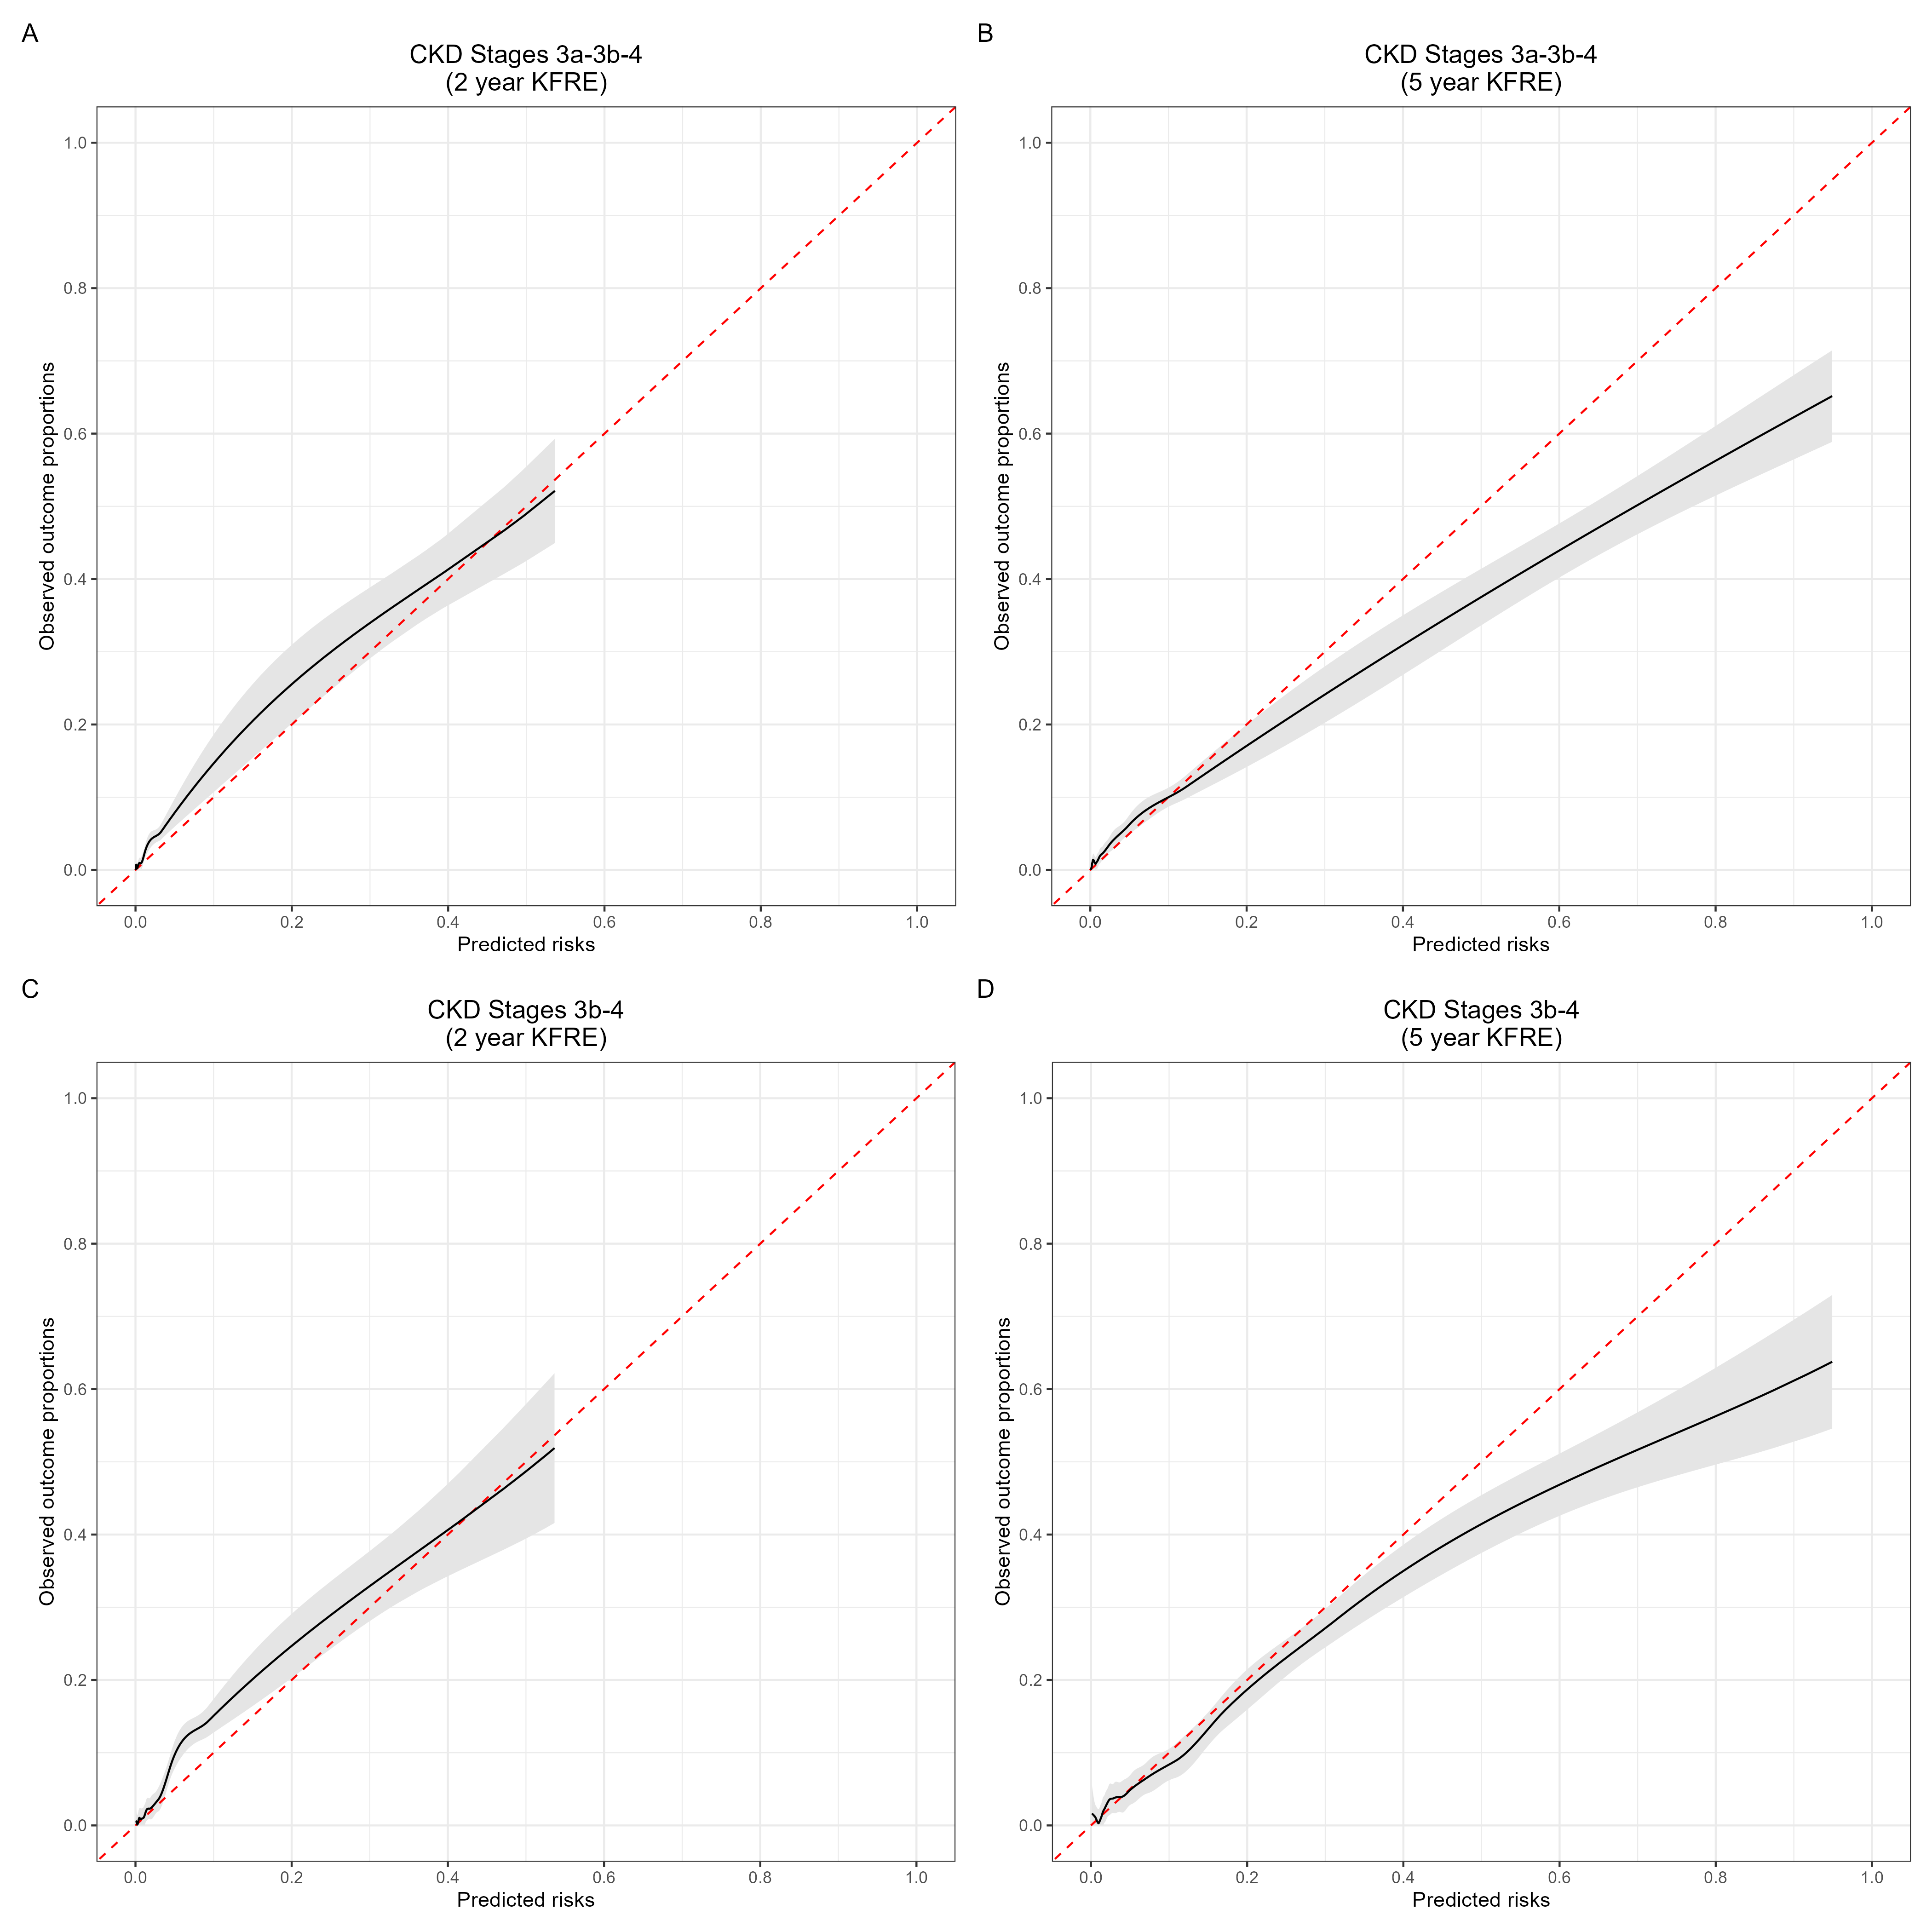 A
CKD Stages 3a-3b-4
(2 year KFRE)
Observed outcome proportions
1.0
0.8
0.6
0.4
0.2
0.0
0.0 0.2 0.4 0.6 0.8 1.0
Predicted risks
B
CKD Stages 3a-3b-4
(5 year KFRE)
Observed outcome proportions
1.0
0.8
0.6
0.4
0.2
0.0
0.0 0.2 0.4 0.6 0.8 1.0
Predicted risks
C
CKD Stages 3b-4
(2 year KFRE)
Observed outcome proportions
1.0
0.8
0.6
0.4
0.2
0.0
0.0 0.2 0.4 0.6 0.8 1.0
Predicted risks
D
CKD Stages 3b-4
(5 year KFRE)
Observed outcome proportions
1.0
0.8
0.6
0.4
0.2
0.0
0.0 0.2 0.4 0.6 0.8 1.0
Predicted risks